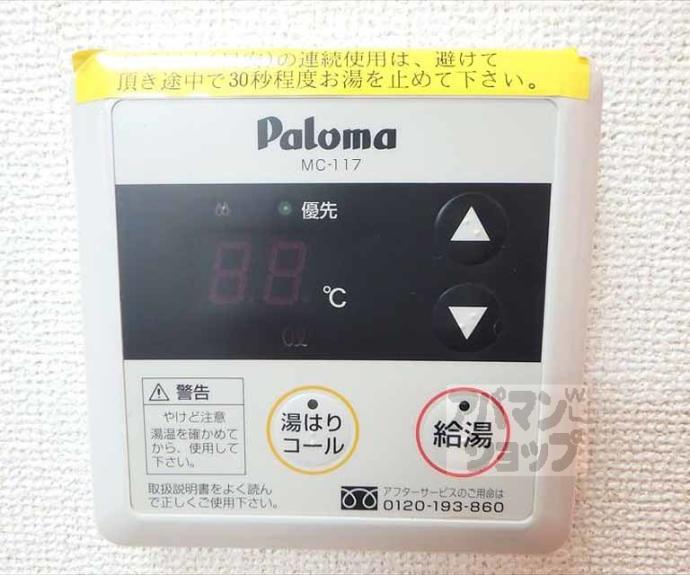 の連続使用は、避けて
頂き途中で30秒程度お湯を止めて下さい。
Paloma
MC-117
優先
88
℃
▲
▼
警告
やけど注意
湯温を確かめて
から、使用して
下さい。
湯はり
コール
給湯
取扱説明書をよく読ん
で正しくご使用下さい。
アフターサービスのご用命は
0120-193-860
アパマン
ショップ